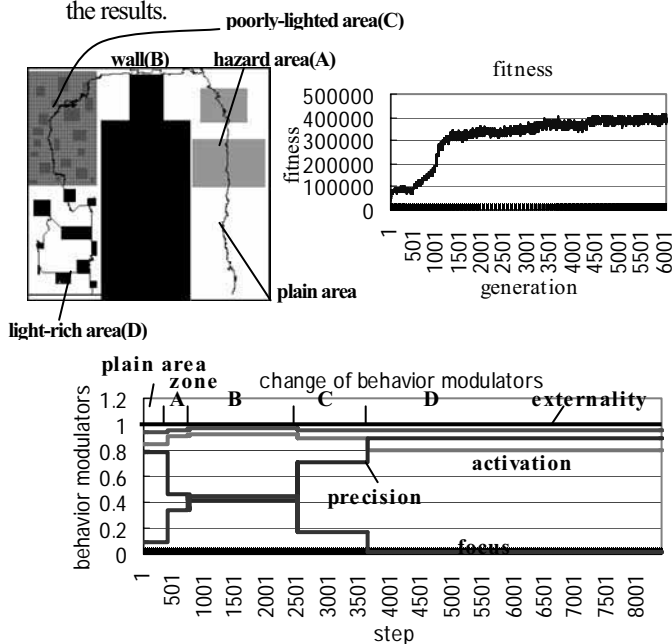 the results.
poorly-lighted area(C)
wall(B)
hazard area(A)
plain area
light-rich area(D)
fitness
500000
400000
300000
200000
100000
0
fitness
1
501
1001
1501
2001
2501
3001
3501
4001
4501
5001
5501
6001
generation
change of behavior modulators
plain area
zone
A
B
C
D
externality
activation
precision
focus
1.2
1
0.8
0.6
0.4
0.2
0
behavior modulators
1
501
1001
1501
2001
2501
3001
3501
4001
4501
5001
5501
6001
6501
7001
7501
8001
step